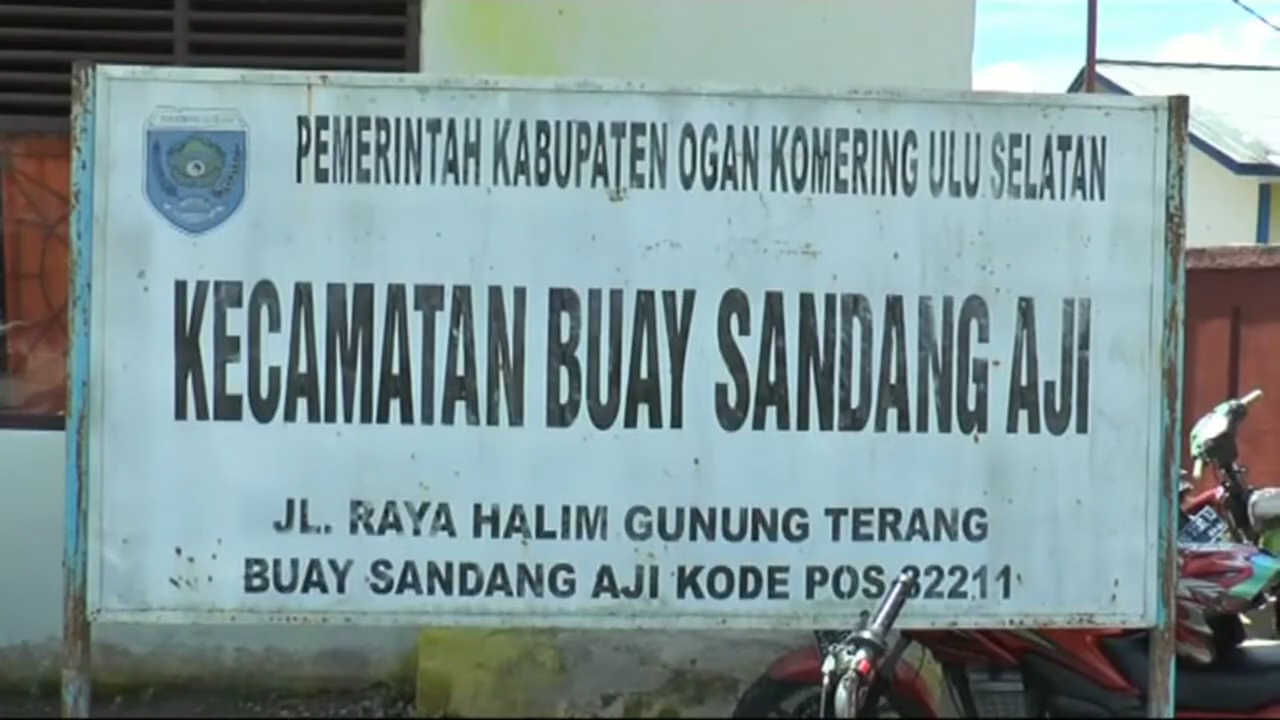 PEMERINTAH KABUPATEN OGAN KOMERING ULU SELATAN
KECAMATAN BUAY SANDANG AJI
JL. RAYA HALIM GUNUNG TERANG
BUAY SANDANG AJI KODE POS 32211